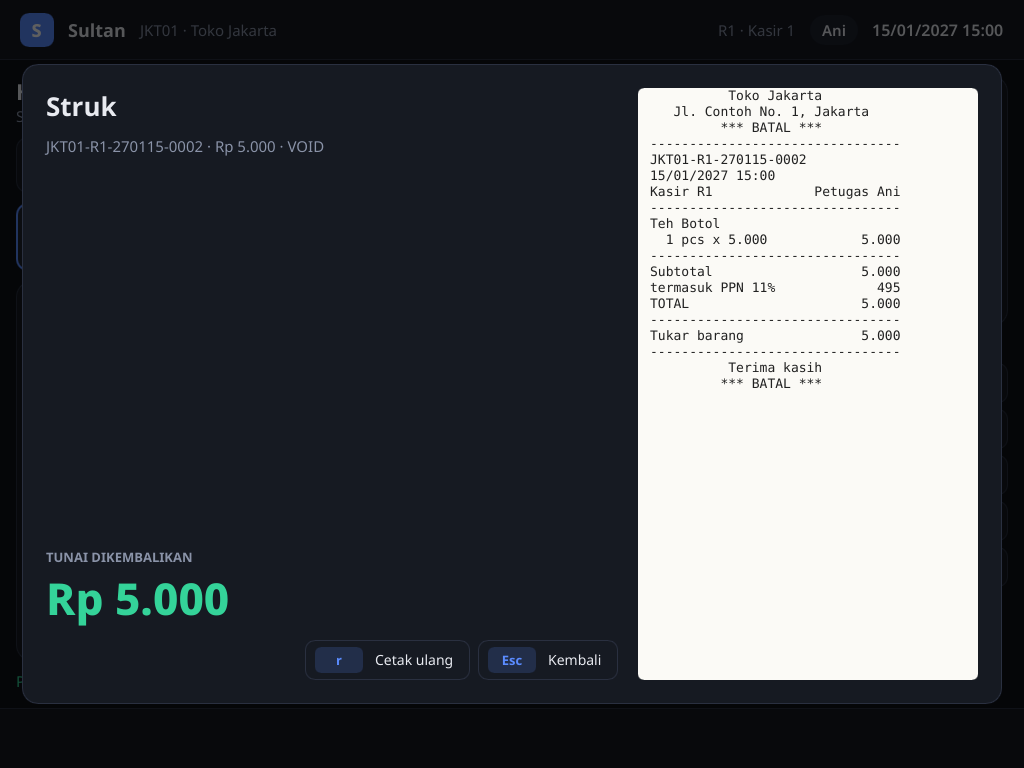 S Sultan JKT01 · Toko Jakarta R1 · Kasir 1 Ani 15/01/2027 15:00
Struk
JKT01-R1-270115-0002 · Rp 5.000 · VOID
TUNAI DIKEMBALIKAN
Rp 5.000
r Cetak ulang Esc Kembali
Toko Jakarta
Jl. Contoh No. 1, Jakarta
*** BATAL ***
--------------------------------
JKT01-R1-270115-0002
15/01/2027 15:00
Kasir R1 Petugas Ani
--------------------------------
Teh Botol
1 pcs x 5.000 5.000
--------------------------------
Subtotal 5.000
termasuk PPN 11% 495
TOTAL 5.000
--------------------------------
Tukar barang 5.000
--------------------------------
Terima kasih
*** BATAL ***